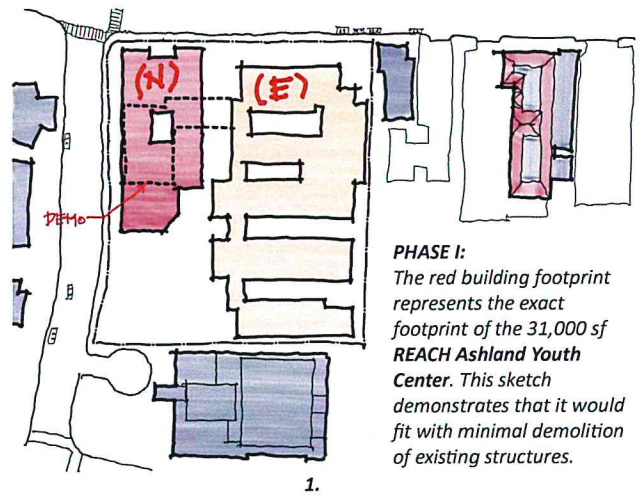 (N)
(E)
DEMO
PHASE I:
The red building footprint
represents the exact
footprint of the 31,000 sf
REACH Ashland Youth
Center. This sketch
demonstrates that it would
fit with minimal demolition
of existing structures.
1.